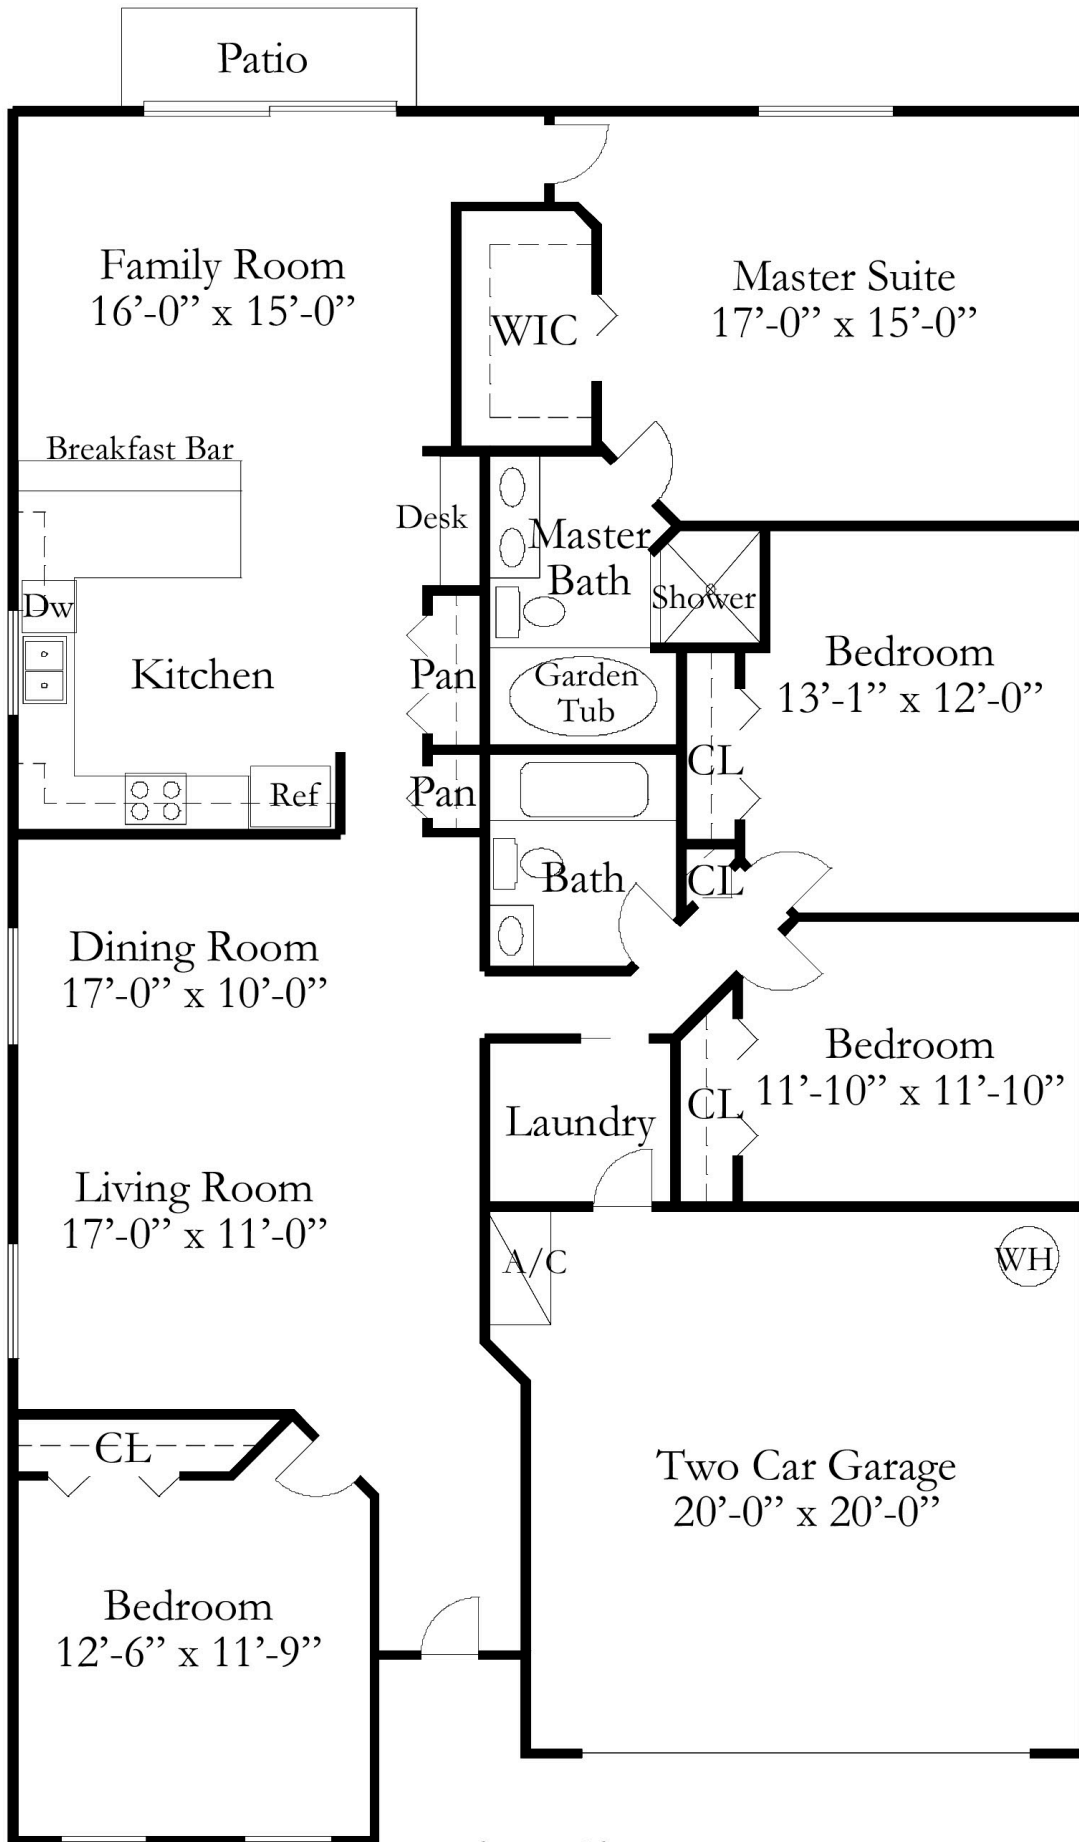 Patio
Family Room
16’-0” x 15’-0”
Master Suite
17’-0” x 15’-0”
WIC
Breakfast Bar
Desk
Master
Bath
Shower
Dw
Kitchen
Pan
Garden
Tub
Bedroom
13’-1” x 12’-0”
CL
Ref
Pan
Bath
CL
Dining Room
17’-0” x 10’-0”
Bedroom
11’-10” x 11’-10”
CL
Laundry
Living Room
17’-0” x 11’-0”
A/C
WH
CL
Two Car Garage
20’-0” x 20’-0”
Bedroom
12’-6” x 11’-9”